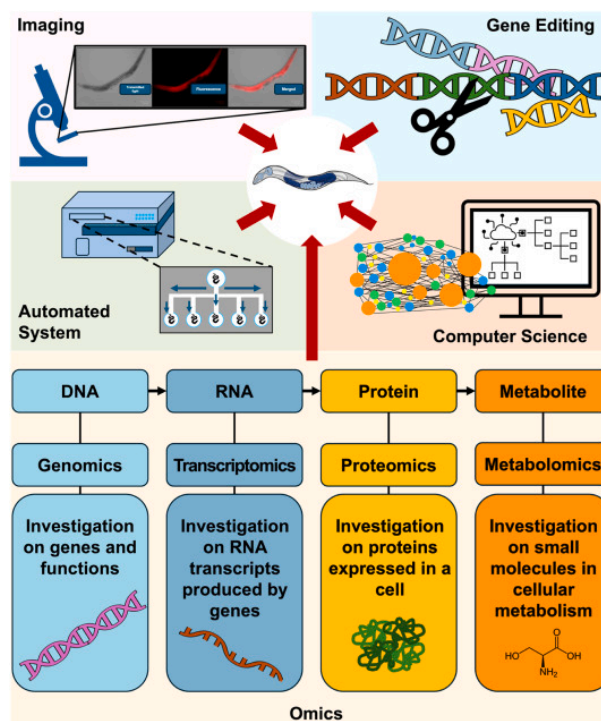 Imaging
Transmitted
light
Fluorescence
Merged
Gene Editing
Automated
System
Computer Science
DNA
RNA
Protein
Metabolite
Genomics
Transcriptomics
Proteomics
Metabolomics
Investigation
on genes and
functions
Investigation
on RNA
transcripts
produced by
genes
Investigation
on proteins
expressed in a
cell
Investigation
on small
molecules in
cellular
metabolism
O
HO
OH
NH₂
Omics